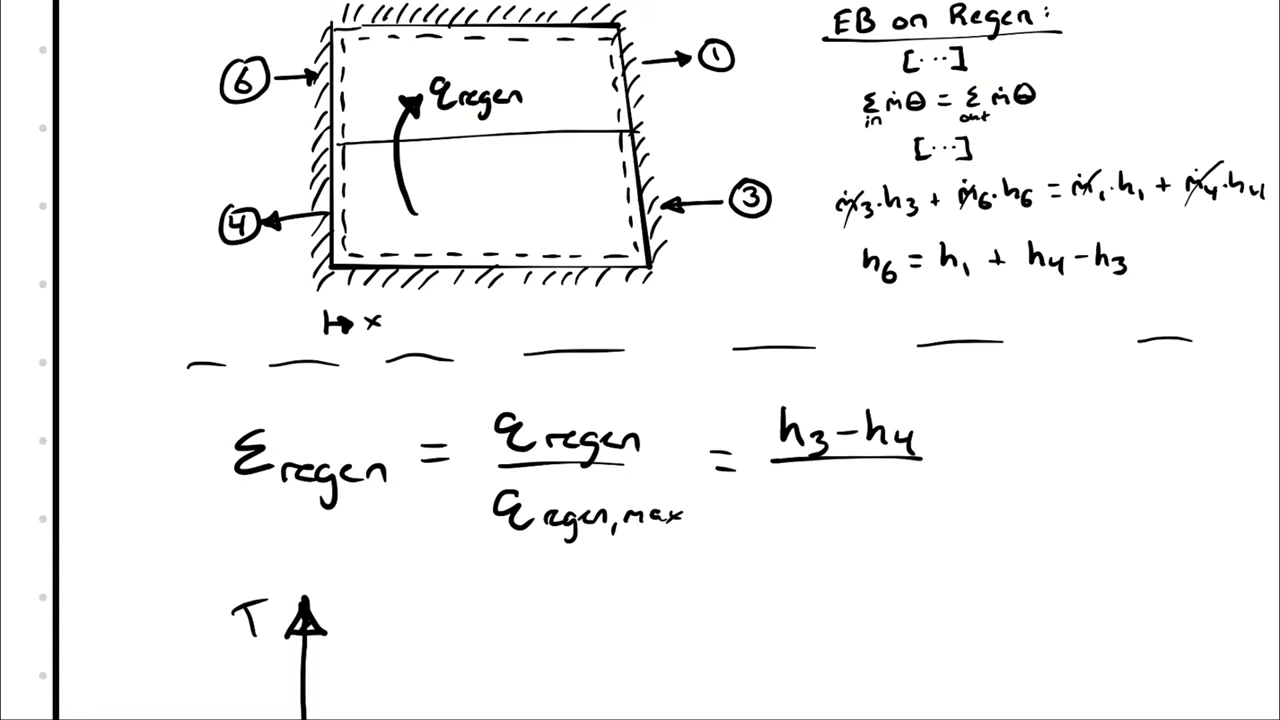 EB on Regen:
[...]
Σ ṁθ = Σ ṁθ
in out
[...]
ṁ₃·h₃ + ṁ₆·h₆ = ṁ₁·h₁ + ṁ₄·h₄
h₆ = h₁ + h₄-h₃
6
1
q regen
4
3
x
ε regen = q regen / q regen,max = h₃-h₄
T